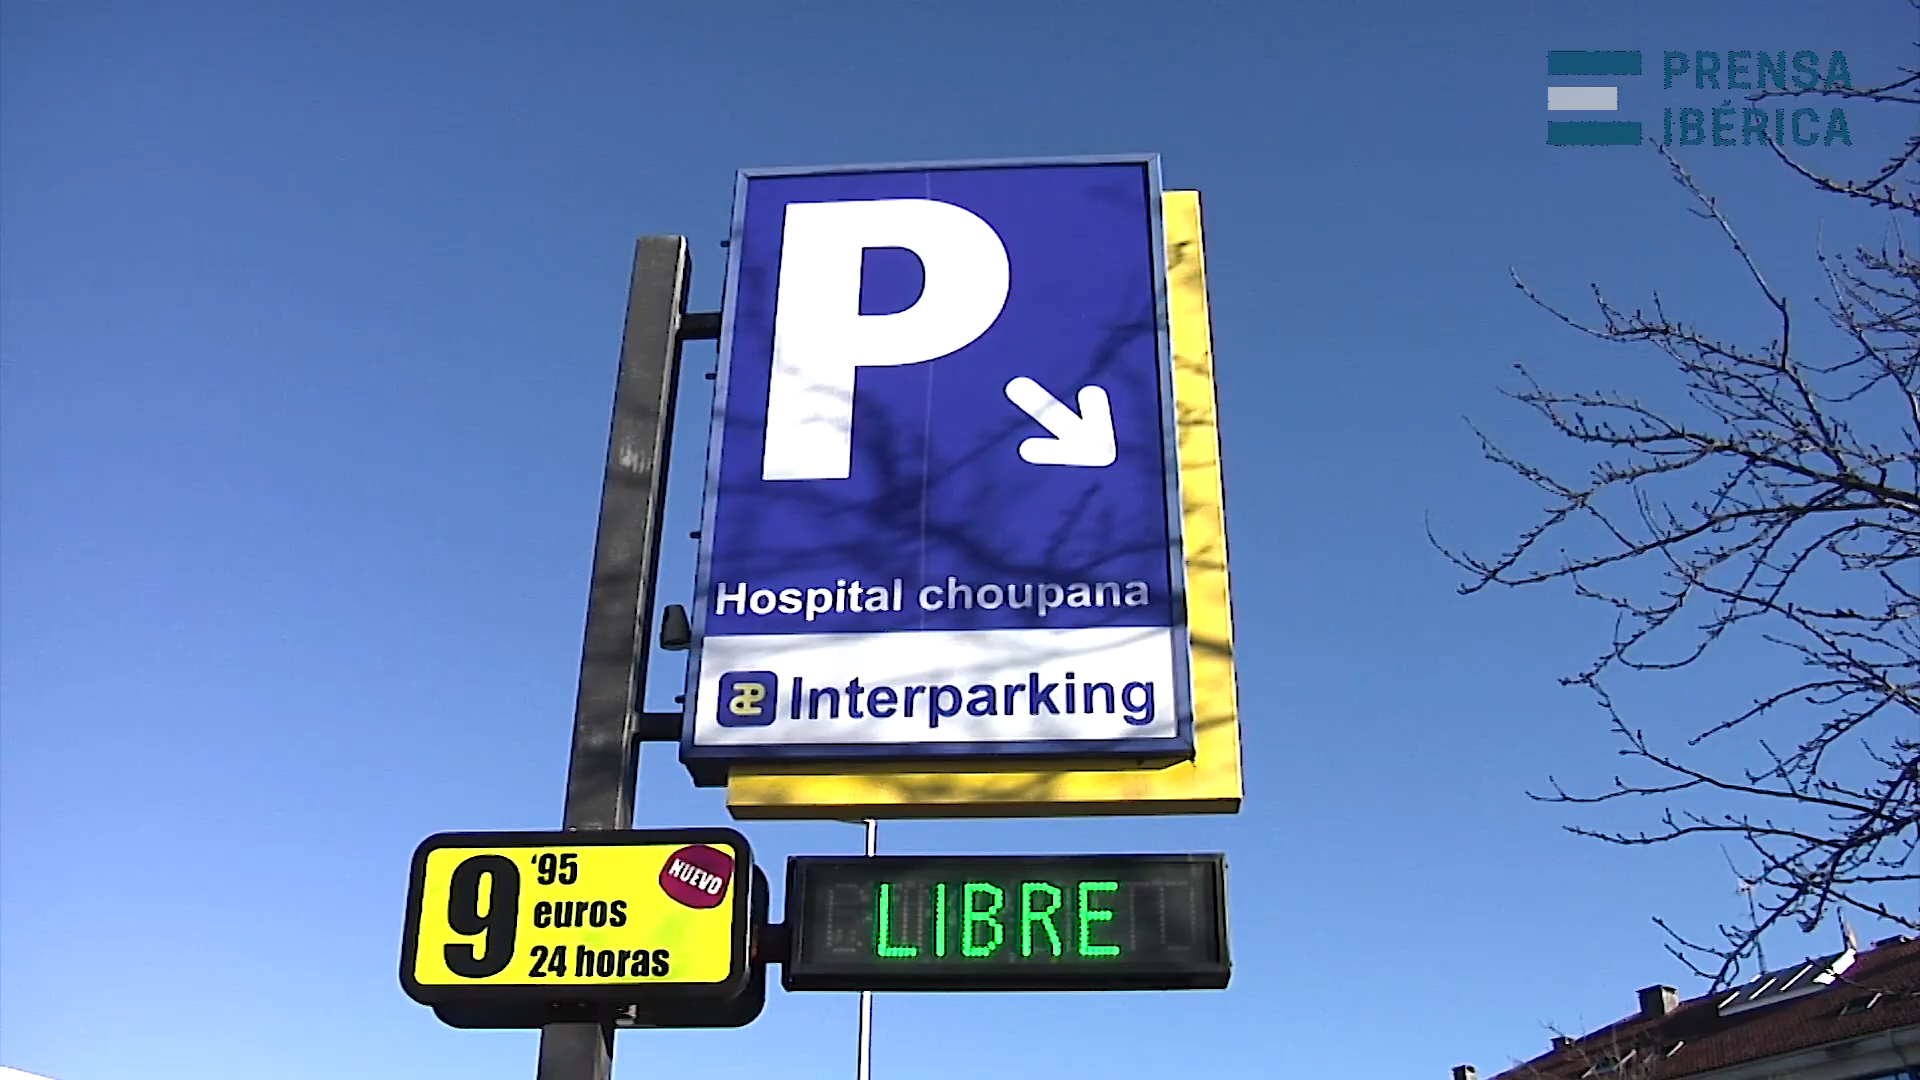 PRENSA
IBÉRICA
P
Hospital choupana
Interparking
9 '95
euros
24 horas
NUEVO
LIBRE